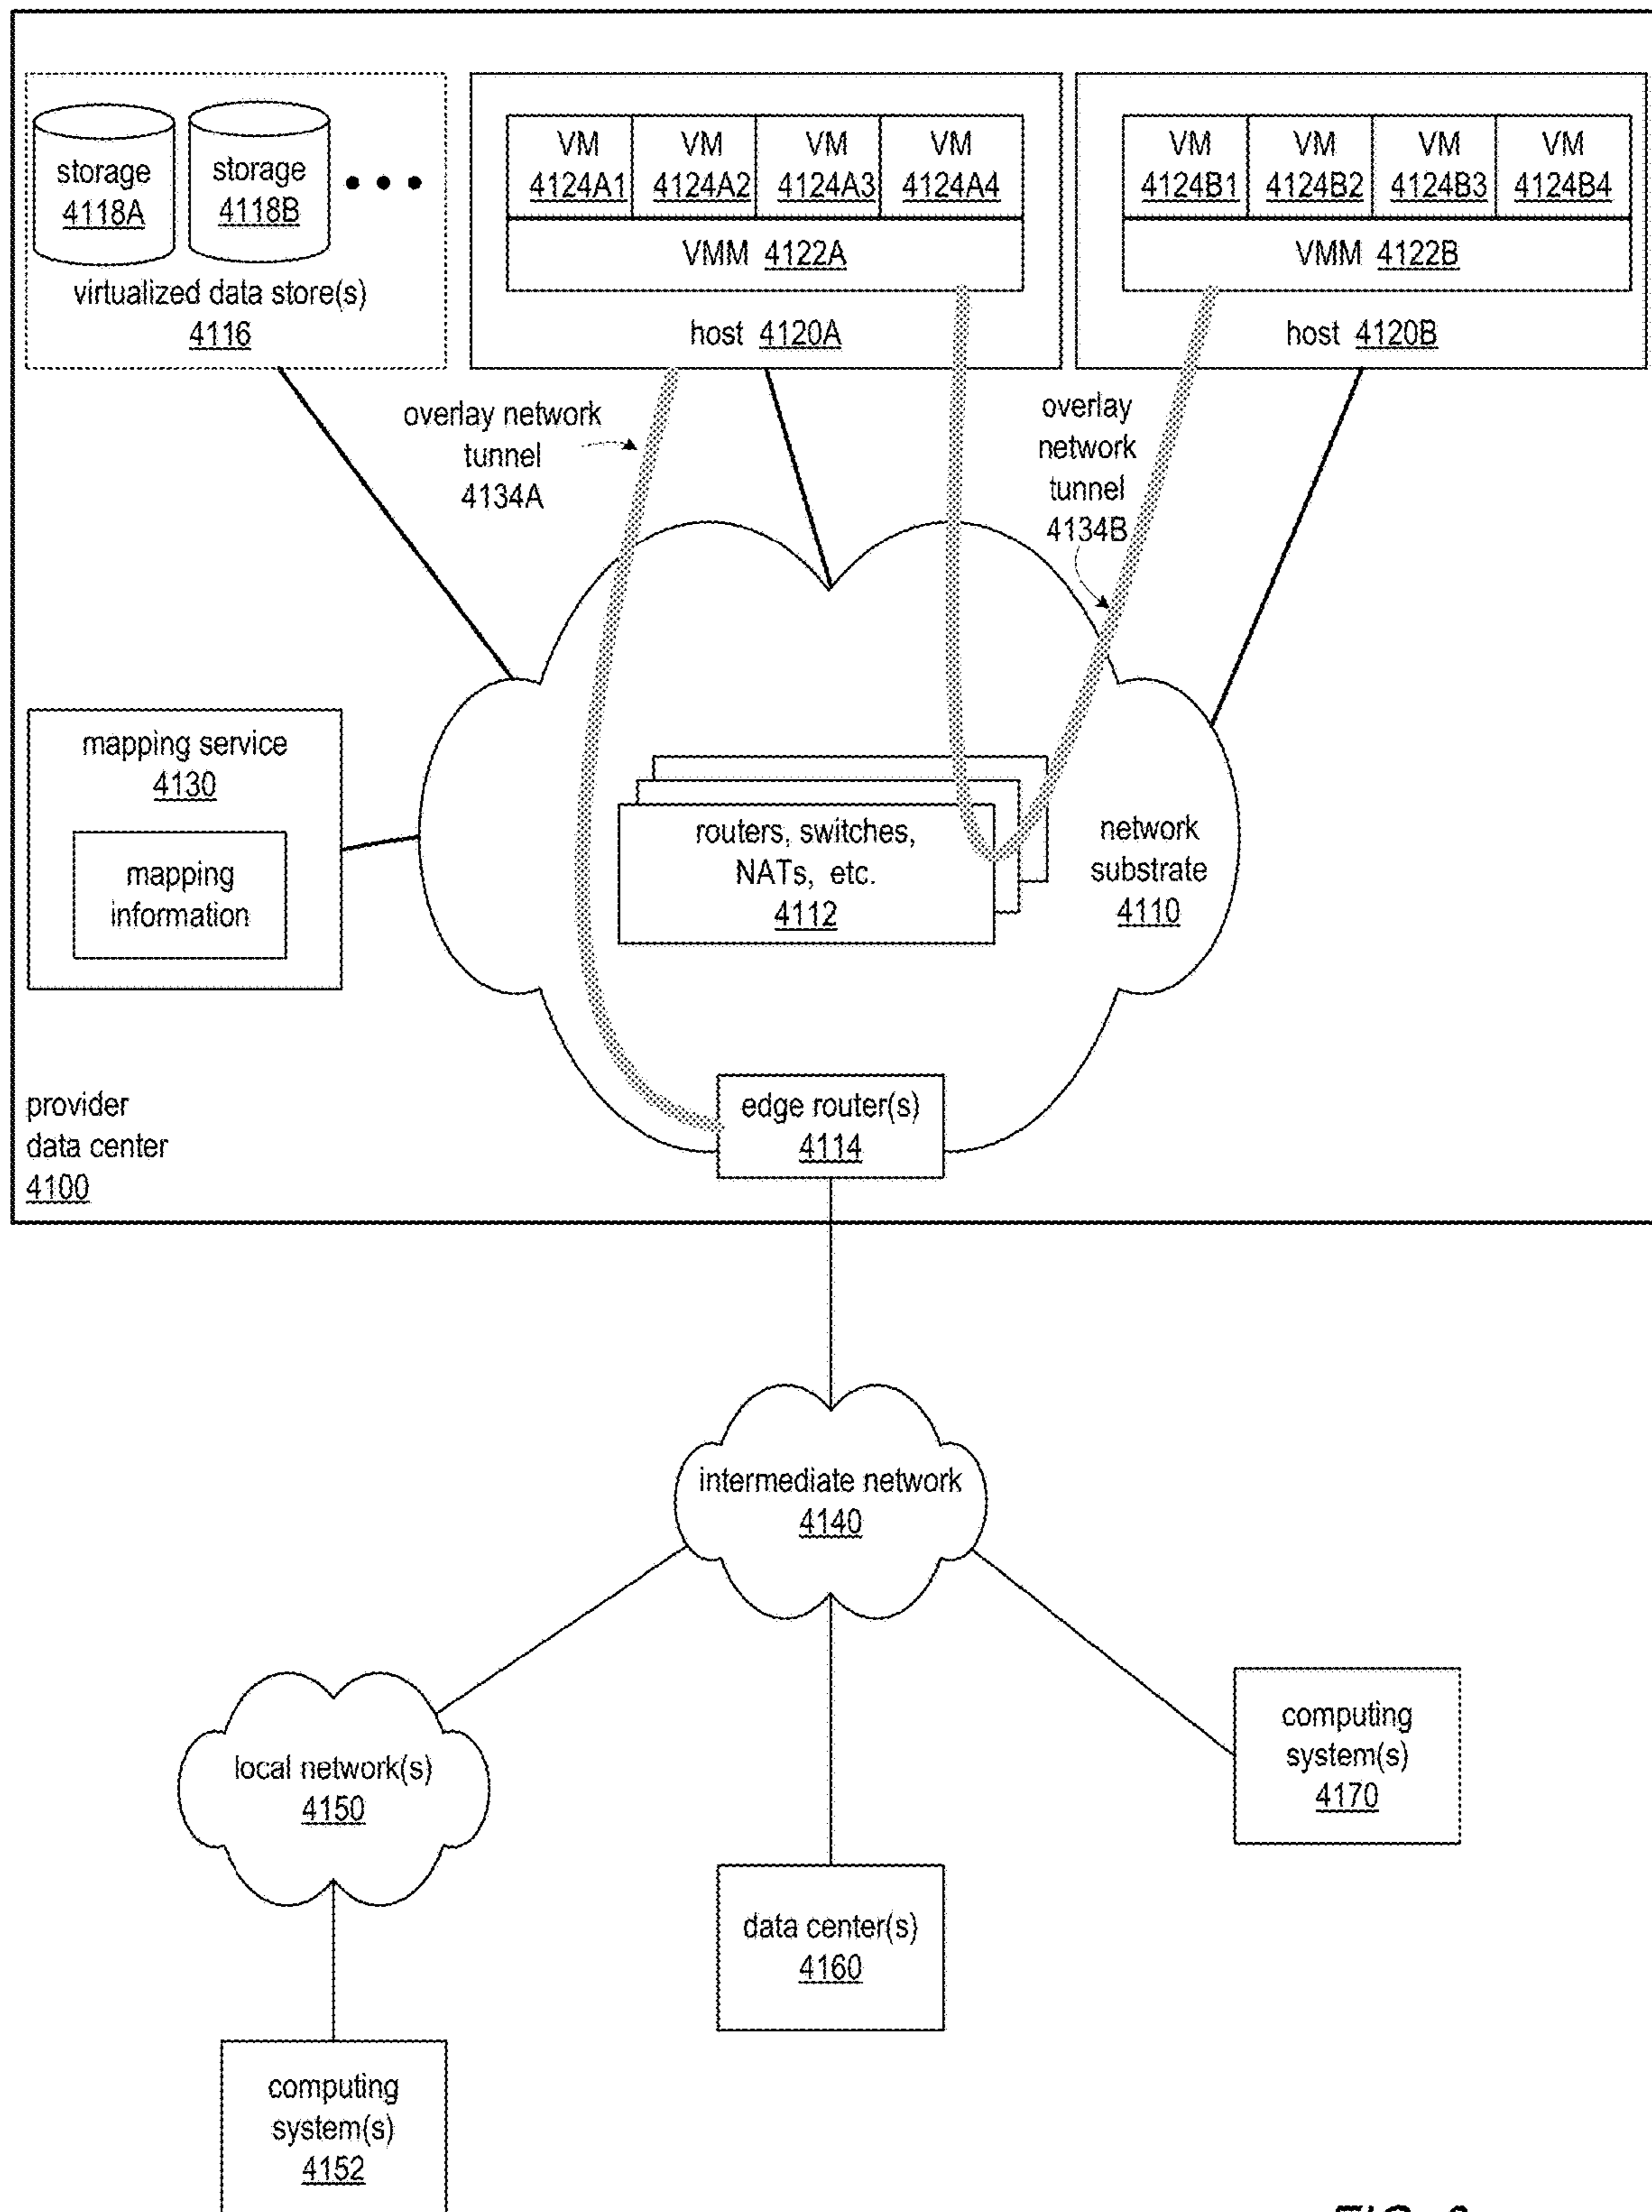 storage
4118A
storage
4118B
virtualized data store(s)
4116
VM
4124A1
VM
4124A2
VM
4124A3
VM
4124A4
VMM 4122A
host 4120A
VM
4124B1
VM
4124B2
VM
4124B3
VM
4124B4
VMM 4122B
host 4120B
overlay network
tunnel
4134A
overlay
network
tunnel
4134B
mapping service
4130
mapping
information
routers, switches,
NATs, etc.
4112
network
substrate
4110
edge router(s)
4114
provider
data center
4100
intermediate network
4140
local network(s)
4150
computing
system(s)
4170
data center(s)
4160
computing
system(s)
4152